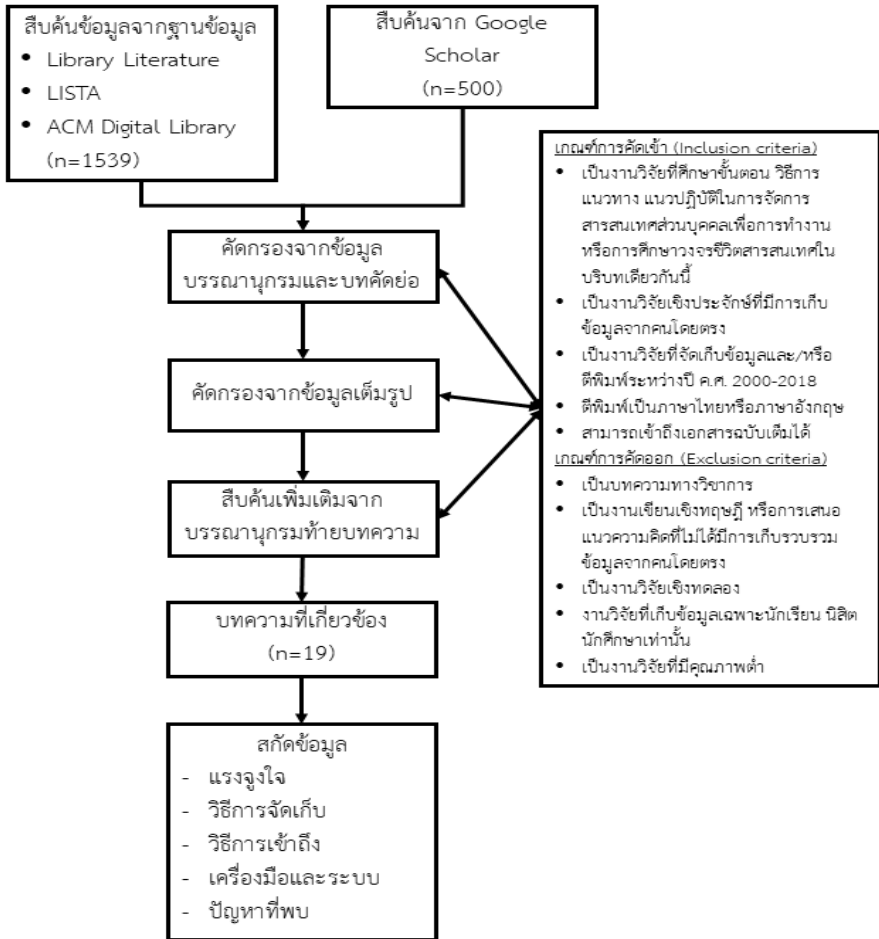 สืบค้นข้อมูลจากฐานข้อมูล
• Library Literature
• LISTA
• ACM Digital Library
(n=1539)
สืบค้นจาก Google
Scholar
(n=500)
คัดกรองจากข้อมูล
บรรณานุกรมและบทคัดย่อ
คัดกรองจากข้อมูลเต็มรูป
สืบค้นเพิ่มเติมจาก
บรรณานุกรมท้ายบทความ
บทความที่เกี่ยวข้อง
(n=19)
สกัดข้อมูล
- แรงจูงใจ
- วิธีการจัดเก็บ
- วิธีการเข้าถึง
- เครื่องมือและระบบ
- ปัญหาที่พบ
เกณฑ์การคัดเข้า (Inclusion criteria)
• เป็นงานวิจัยที่ศึกษาขั้นตอน วิธีการ
แนวทาง แนวปฏิบัติในการจัดการ
สารสนเทศส่วนบุคคลเพื่อการทำงาน
หรือการศึกษาวงจรชีวิตสารสนเทศใน
บริบทเดียวกันนี้
• เป็นงานวิจัยเชิงประจักษ์ที่มีการเก็บ
ข้อมูลจากคนโดยตรง
• เป็นงานวิจัยที่จัดเก็บข้อมูลและ/หรือ
ตีพิมพ์ระหว่างปี ค.ศ. 2000-2018
• ตีพิมพ์เป็นภาษาไทยหรือภาษาอังกฤษ
• สามารถเข้าถึงเอกสารฉบับเต็มได้
เกณฑ์การคัดออก (Exclusion criteria)
• เป็นบทความทางวิชาการ
• เป็นงานเขียนเชิงทฤษฎี หรือการเสนอ
แนวความคิดที่ไม่ได้มีการเก็บรวบรวม
ข้อมูลจากคนโดยตรง
• เป็นงานวิจัยเชิงทดลอง
• งานวิจัยที่เก็บข้อมูลเฉพาะนักเรียน นิสิต
นักศึกษาเท่านั้น
• เป็นงานวิจัยที่มีคุณภาพต่ำ